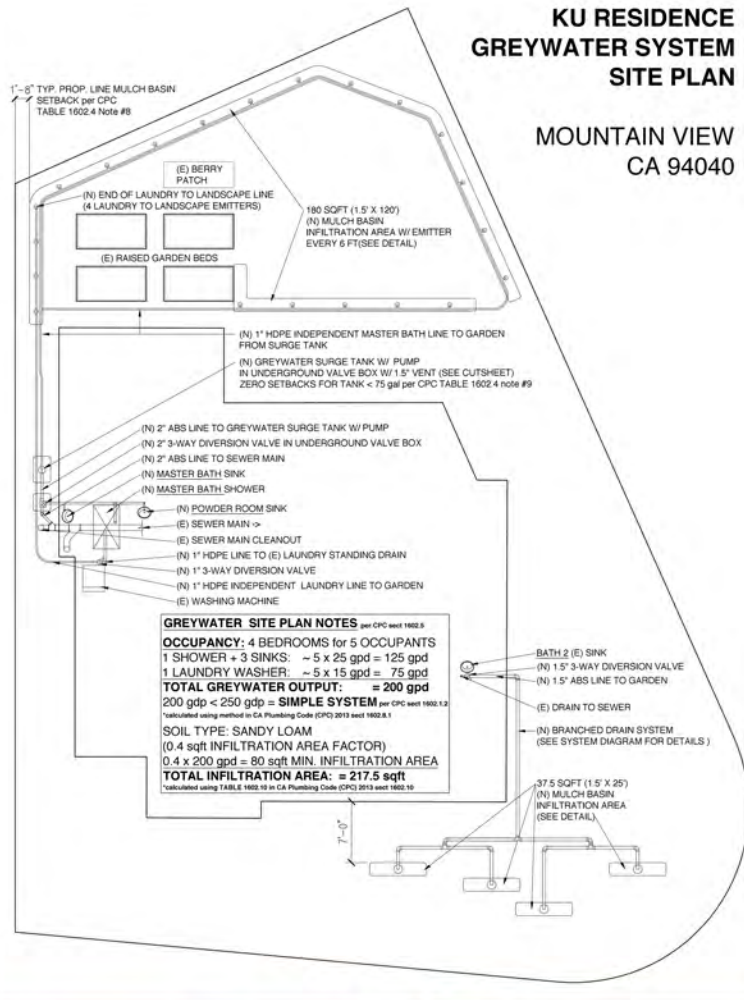 KU RESIDENCE
GREYWATER SYSTEM
SITE PLAN
MOUNTAIN VIEW
CA 94040
1'-8" TYP. PROP. LINE MULCH BASIN
SETBACK per CPC
TABLE 1602.4 Note #8
(E) BERRY
PATCH
(N) END OF LAUNDRY TO LANDSCAPE LINE
(4 LAUNDRY TO LANDSCAPE EMITTERS)
180 SQFT (1.5' X 120')
(N) MULCH BASIN
INFILTRATION AREA W/ EMITTER
EVERY 6 FT(SEE DETAIL)
(E) RAISED GARDEN BEDS
(N) 1" HDPE INDEPENDENT MASTER BATH LINE TO GARDEN
FROM SURGE TANK
(N) GREYWATER SURGE TANK W/ PUMP
IN UNDERGROUND VALVE BOX W/ 1.5" VENT (SEE CUTSHEET)
ZERO SETBACKS FOR TANK < 75 gal per CPC TABLE 1602.4 note #9
(N) 2" ABS LINE TO GREYWATER SURGE TANK W/ PUMP
(N) 2" 3-WAY DIVERSION VALVE IN UNDERGROUND VALVE BOX
(N) 2" ABS LINE TO SEWER MAIN
(N) MASTER BATH SINK
(N) MASTER BATH SHOWER
(N) POWDER ROOM SINK
(E) SEWER MAIN ->
(E) SEWER MAIN CLEANOUT
(N) 1" HDPE LINE TO (E) LAUNDRY STANDING DRAIN
(N) 1" 3-WAY DIVERSION VALVE
(N) 1" HDPE INDEPENDENT LAUNDRY LINE TO GARDEN
(E) WASHING MACHINE
GREYWATER SITE PLAN NOTES per CPC sect 1602.5
OCCUPANCY: 4 BEDROOMS for 5 OCCUPANTS
1 SHOWER + 3 SINKS: ~ 5 x 25 gpd = 125 gpd
1 LAUNDRY WASHER: ~ 5 x 15 gpd = 75 gpd
TOTAL GREYWATER OUTPUT: = 200 gpd
200 gdp < 250 gdp = SIMPLE SYSTEM per CPC sect 1602.1.2
*calculated using method in CA Plumbing Code (CPC) 2013 sect 1602.8.1
SOIL TYPE: SANDY LOAM
(0.4 sqft INFILTRATION AREA FACTOR)
0.4 x 200 gpd = 80 sqft MIN. INFILTRATION AREA
TOTAL INFILTRATION AREA: = 217.5 sqft
*calculated using TABLE 1602.10 in CA Plumbing Code (CPC) 2013 sect 1602.10
BATH 2 (E) SINK
(N) 1.5" 3-WAY DIVERSION VALVE
(N) 1.5" ABS LINE TO GARDEN
(E) DRAIN TO SEWER
(N) BRANCHED DRAIN SYSTEM
(SEE SYSTEM DIAGRAM FOR DETAILS )
37.5 SQFT (1.5' X 25')
(N) MULCH BASIN
INFILTRATION AREA
(SEE DETAIL)
7'-0"